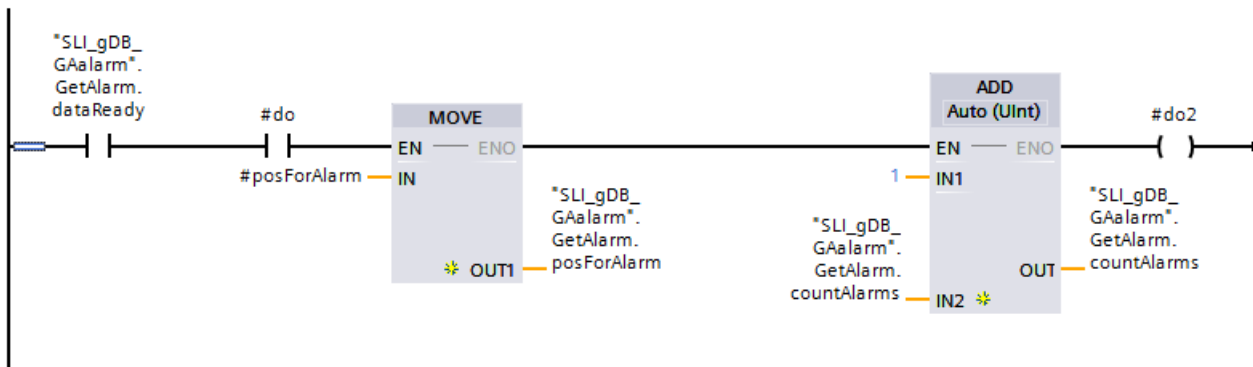 "SLI_gDB_
GAalarm".
GetAlarm.
dataReady
#do
MOVE
EN
ENO
#posForAlarm
IN
OUT1
"SLI_gDB_
GAalarm".
GetAlarm.
posForAlarm
ADD
Auto (UInt)
EN
ENO
1
IN1
"SLI_gDB_
GAalarm".
GetAlarm.
countAlarms
IN2
OUT
"SLI_gDB_
GAalarm".
GetAlarm.
countAlarms
#do2